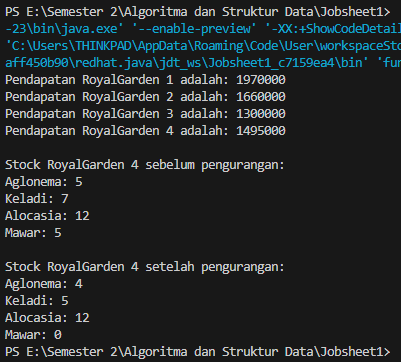 PS E:\Semester 2\Algoritma dan Struktur Data\Jobsheet1>
-23\bin\java.exe' '--enable-preview' '-XX:+ShowCodeDetail
'C:\Users\THINKPAD\AppData\Roaming\Code\User\workspaceSto
aff450b90\redhat.java\jdt_ws\Jobsheet1_c7159ea4\bin' 'fun
Pendapatan RoyalGarden 1 adalah: 1970000
Pendapatan RoyalGarden 2 adalah: 1660000
Pendapatan RoyalGarden 3 adalah: 1300000
Pendapatan RoyalGarden 4 adalah: 1495000
Stock RoyalGarden 4 sebelum pengurangan:
Aglonema: 5
Keladi: 7
Alocasia: 12
Mawar: 5
Stock RoyalGarden 4 setelah pengurangan:
Aglonema: 4
Keladi: 5
Alocasia: 12
Mawar: 0
PS E:\Semester 2\Algoritma dan Struktur Data\Jobsheet1>